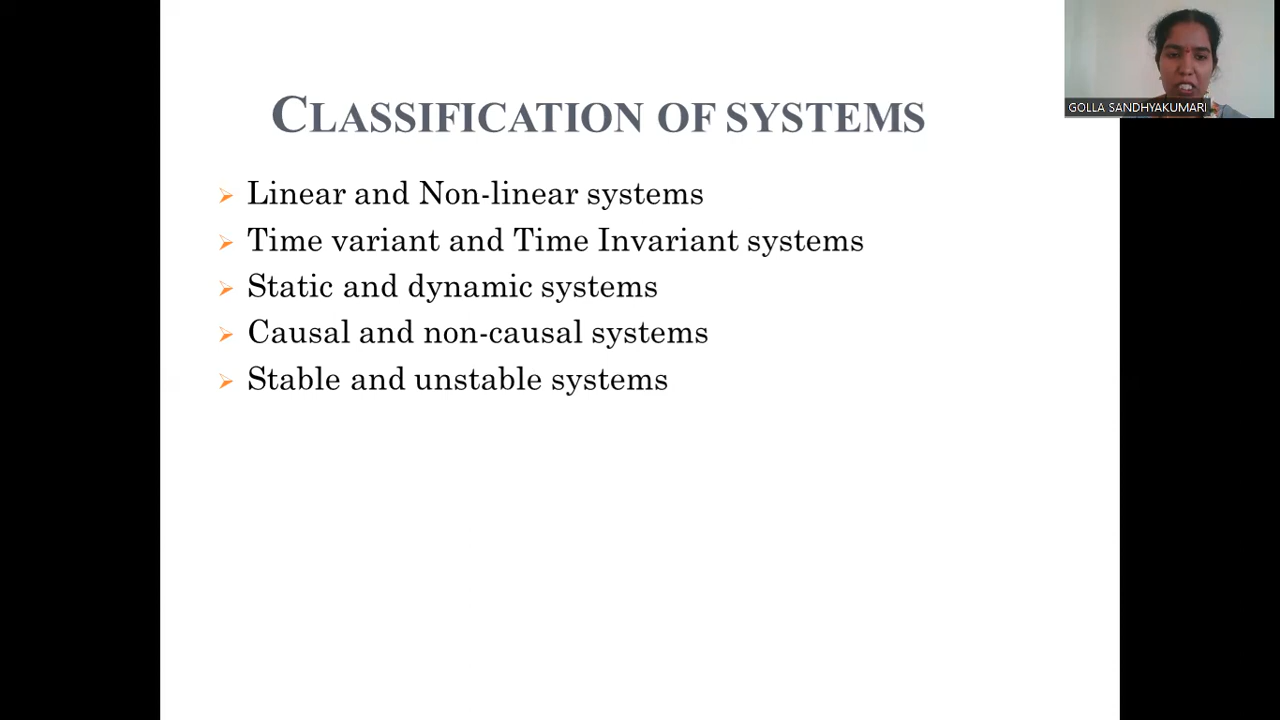 CLASSIFICATION OF SYSTEMS
GOLLA SANDHYAKUMARI
Linear and Non-linear systems
Time variant and Time Invariant systems
Static and dynamic systems
Causal and non-causal systems
Stable and unstable systems